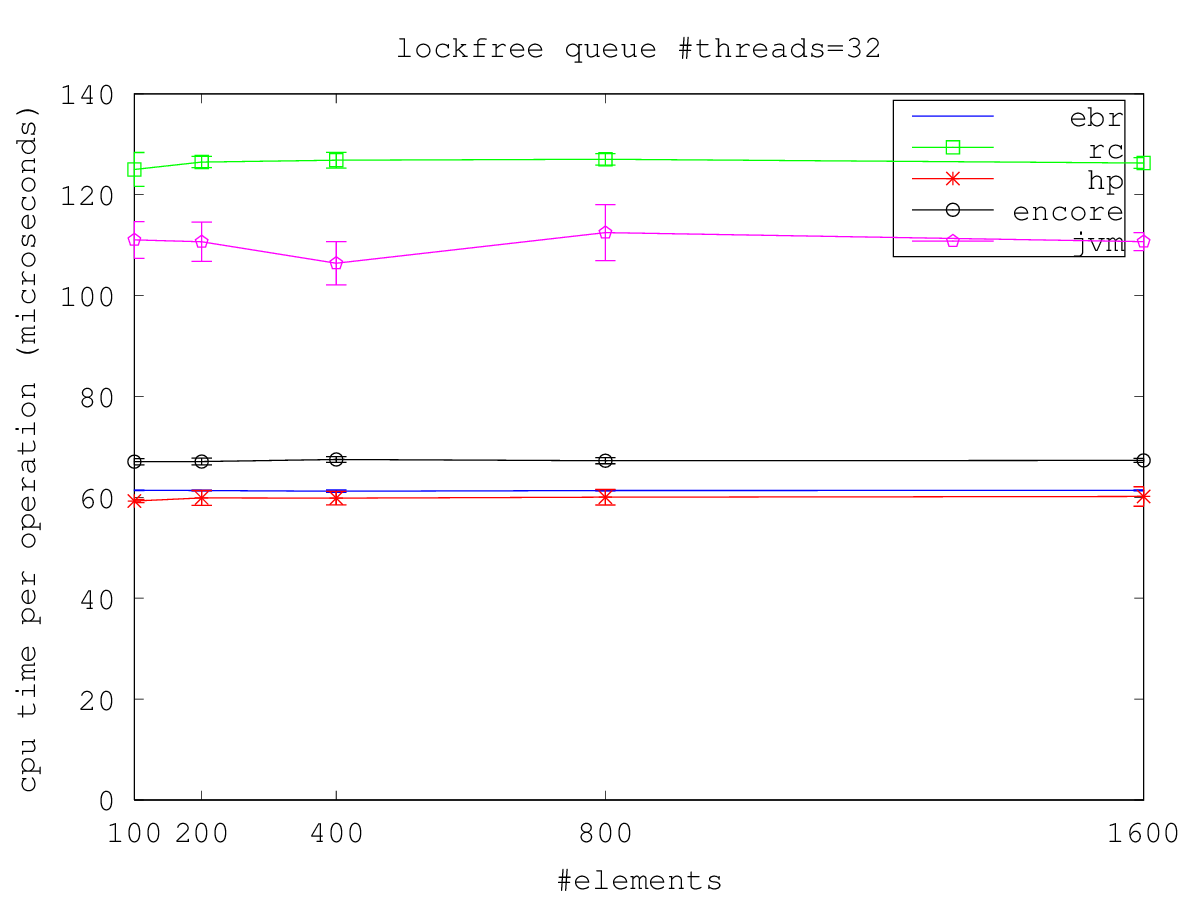 lockfree queue #threads=32
140
120
100
80
60
40
20
0
cpu time per operation (microseconds)
ebr
rc
hp
encore
jvm
100 200 400 800 1600
#elements